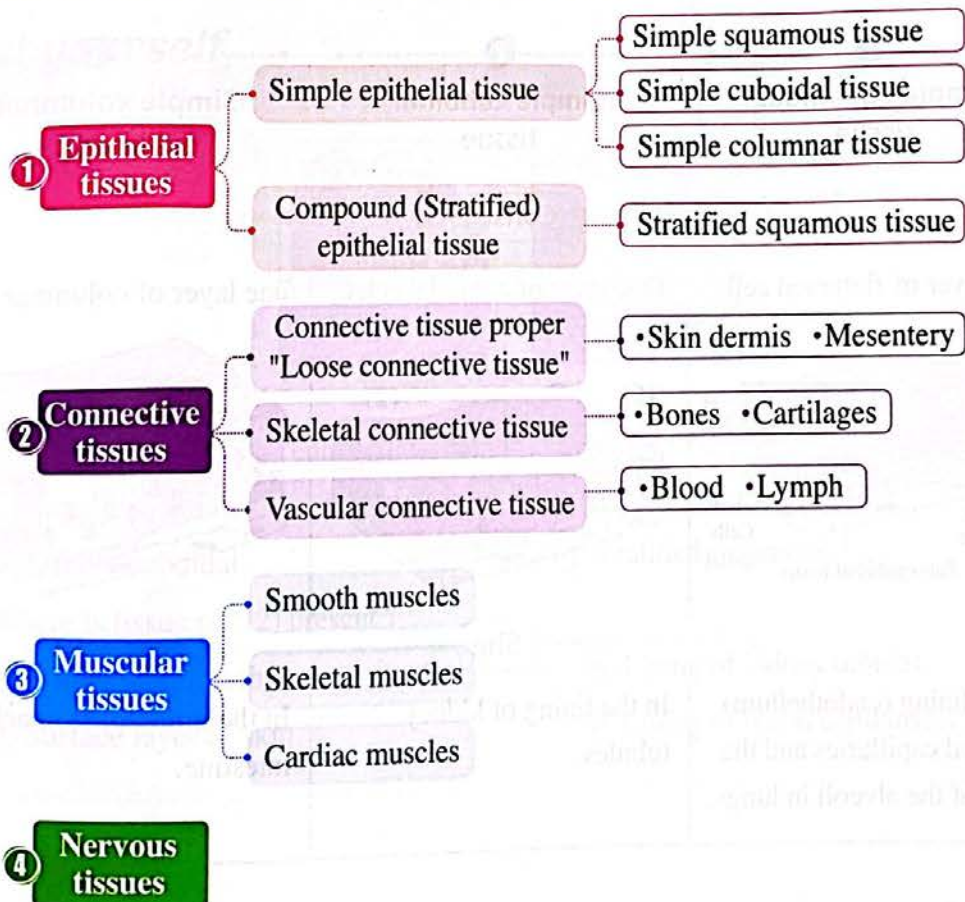 1 Epithelial
tissues
Simple epithelial tissue
Simple squamous tissue
Simple cuboidal tissue
Simple columnar tissue
Compound (Stratified)
epithelial tissue
Stratified squamous tissue
2 Connective
tissues
Connective tissue proper
"Loose connective tissue"
•Skin dermis •Mesentery
Skeletal connective tissue
•Bones •Cartilages
Vascular connective tissue
•Blood •Lymph
3 Muscular
tissues
Smooth muscles
Skeletal muscles
Cardiac muscles
4 Nervous
tissues